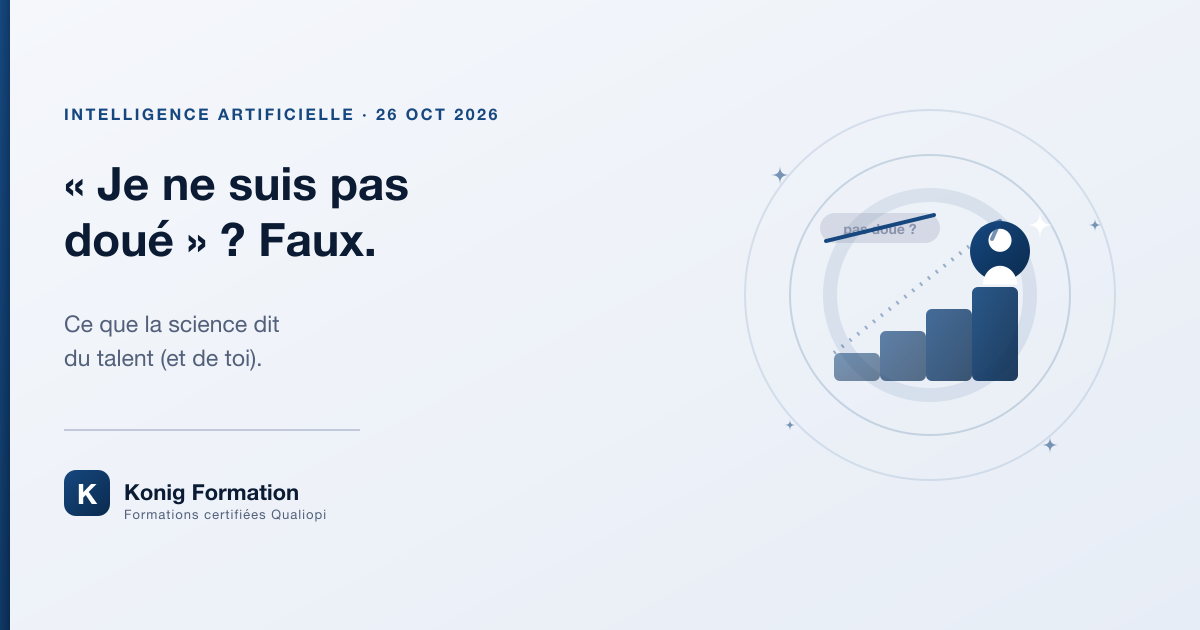 INTELLIGENCE ARTIFICIELLE · 26 OCT 2026
« Je ne suis pas
doué » ? Faux.
Ce que la science dit
du talent (et de toi).
K
Konig Formation
Formations certifiées Qualiopi
pas doué ?